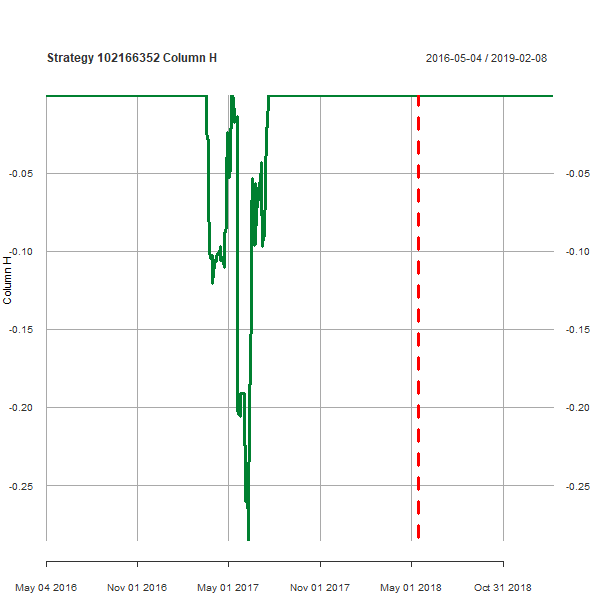 Strategy 102166352 Column H
2016-05-04 / 2019-02-08
-0.05 -0.05
-0.10 -0.10
Column H
-0.15 -0.15
-0.20 -0.20
-0.25 -0.25
May 04 2016 Nov 01 2016 May 01 2017 Nov 01 2017 May 01 2018 Oct 31 2018